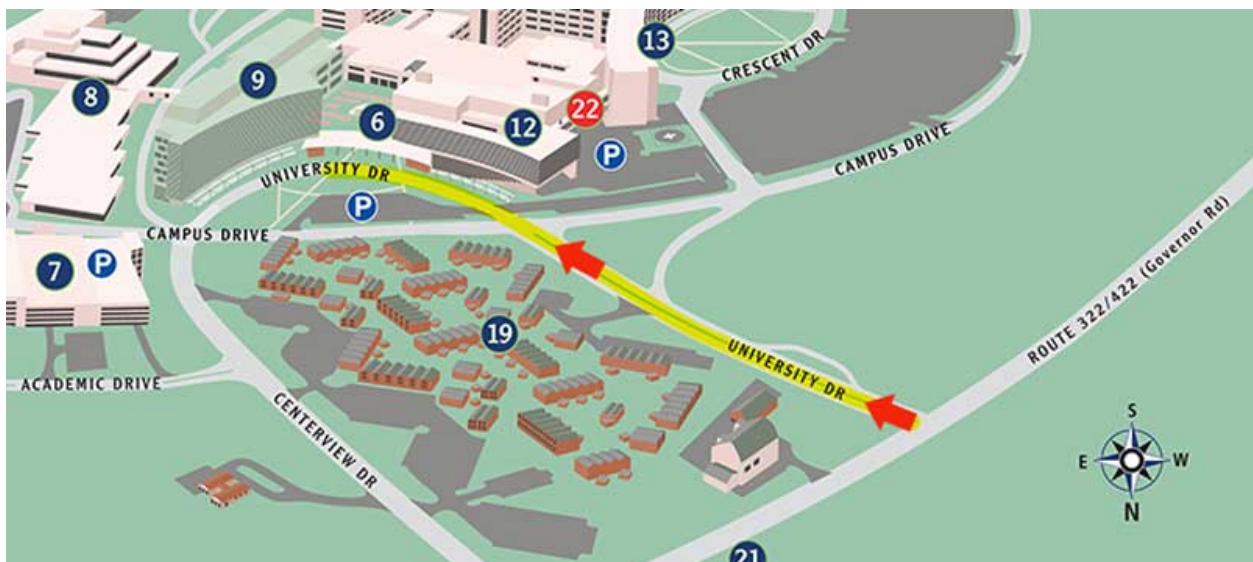 13
CRESCENT DR
9
8
22
6
12
P
CAMPUS DRIVE
UNIVERSITY DR
P
ROUTE 322/422 (Governor Rd)
CAMPUS DRIVE
7
P
19
UNIVERSITY DR
ACADEMIC DRIVE
CENTERVIEW DR
S
E
W
N
21